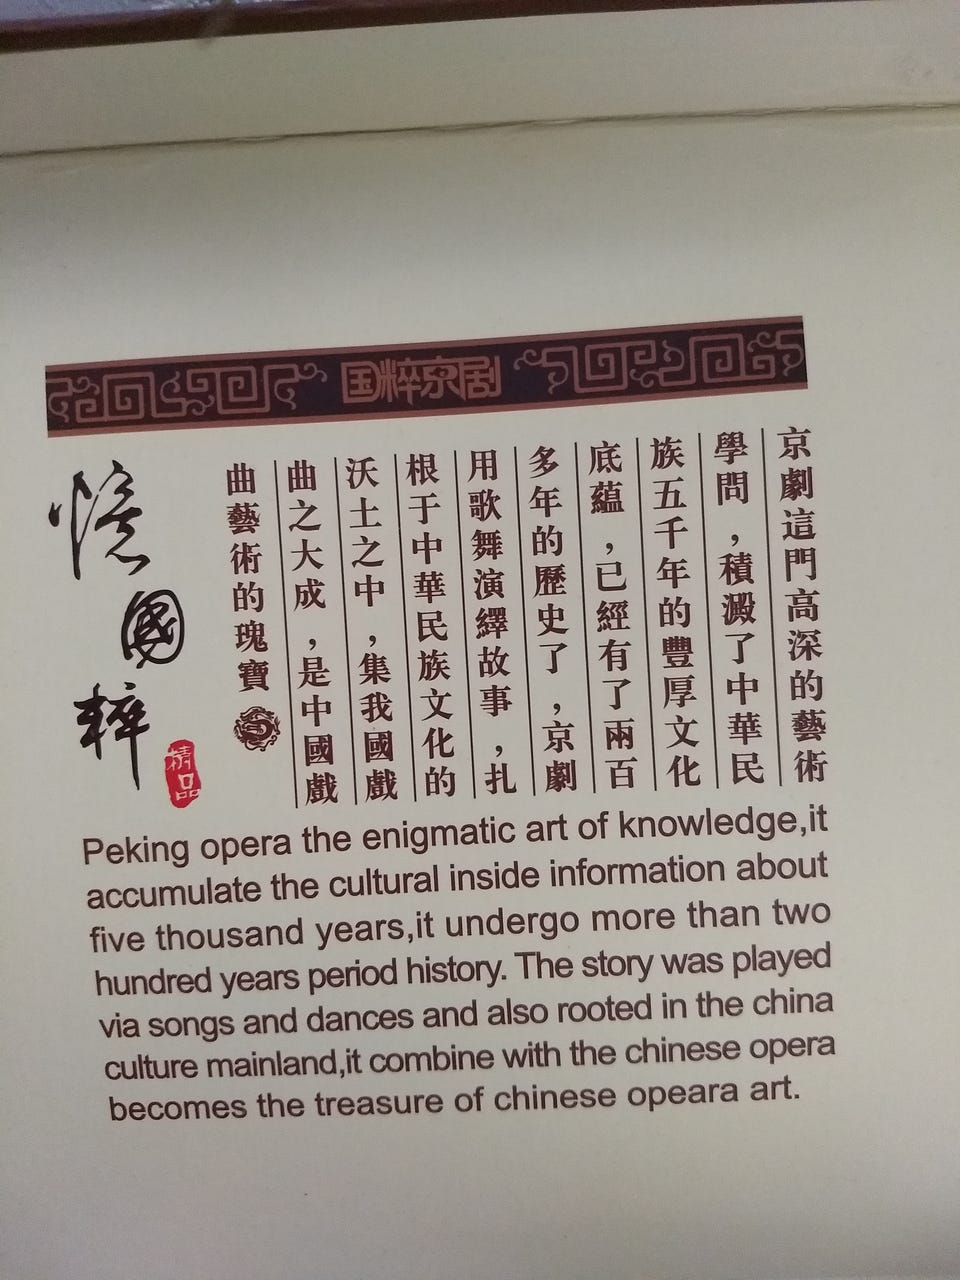 国粹京剧
京劇這門高深的藝術
學問，積澱了中華民
族五千年的豐厚文化
底蘊，已經有了兩百
多年的歷史了，京劇
用歌舞演繹故事，扎
根于中華民族文化的
沃土之中，集我國戲
曲之大成，是中國戲
曲藝術的瑰寶
憶國粹
精品
Peking opera the enigmatic art of knowledge,it
accumulate the cultural inside information about
five thousand years,it undergo more than two
hundred years period history. The story was played
via songs and dances and also rooted in the china
culture mainland,it combine with the chinese opera
becomes the treasure of chinese opeara art.